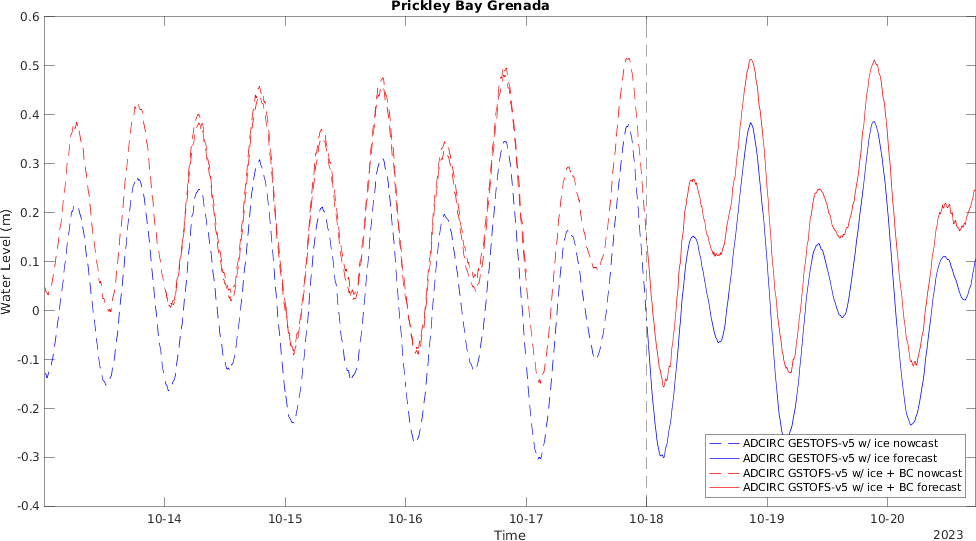 Prickley Bay Grenada
0.6
0.5
0.4
0.3
0.2
0.1
0
-0.1
-0.2
-0.3
-0.4
Water Level (m)
10-14 10-15 10-16 10-17 10-18 10-19 10-20
Time
2023
ADCIRC GESTOFS-v5 w/ ice nowcast
ADCIRC GESTOFS-v5 w/ ice forecast
ADCIRC GSTOFS-v5 w/ ice + BC nowcast
ADCIRC GSTOFS-v5 w/ ice + BC forecast